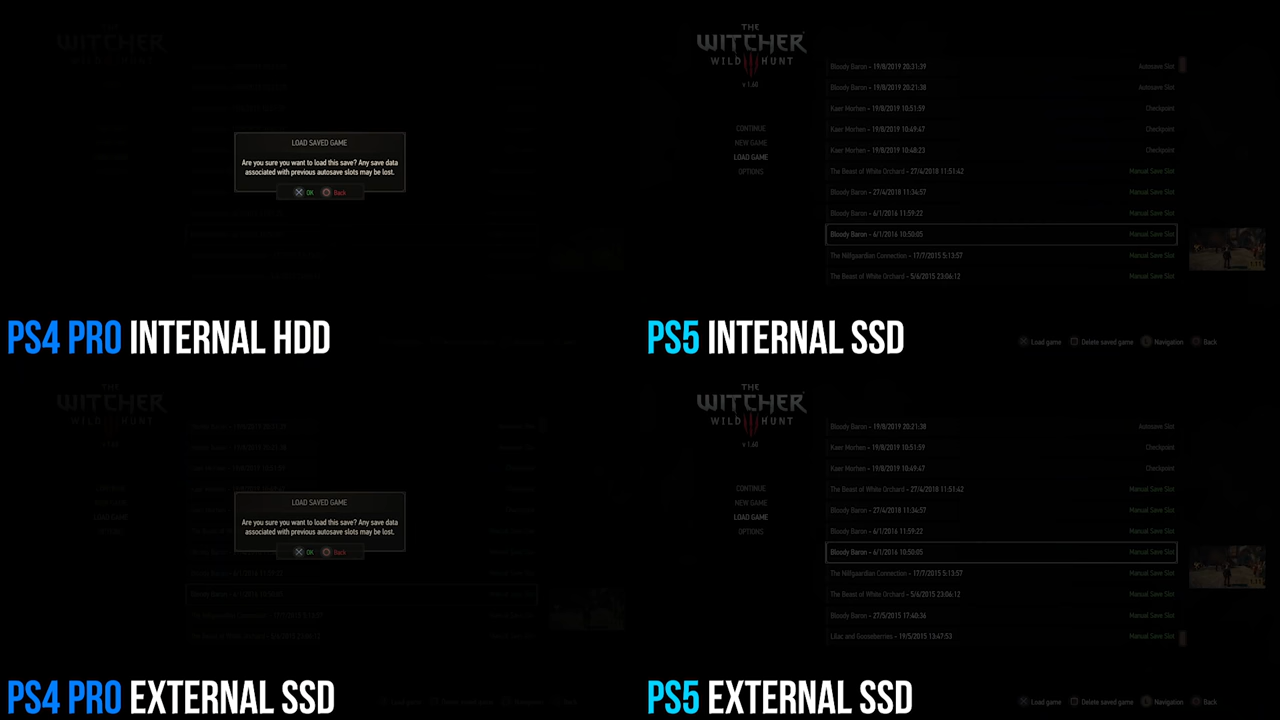 THE
WITCHER
WILD HUNT
LOAD SAVED GAME
Are you sure you want to load this save? Any save data
associated with previous autosave slots may be lost.
OK Back
PS4 PRO INTERNAL HDD
THE
WITCHER
WILD HUNT
v 1.60
CONTINUE
NEW GAME
LOAD GAME
OPTIONS
Bloody Baron - 19/8/2019 20:31:39 Autosave Slot
Bloody Baron - 19/8/2019 20:21:38 Autosave Slot
Kaer Morhen - 19/8/2019 10:51:59 Checkpoint
Kaer Morhen - 19/8/2019 10:49:47 Checkpoint
Kaer Morhen - 19/8/2019 10:48:23 Checkpoint
The Beast of White Orchard - 27/4/2018 11:51:42 Manual Save Slot
Bloody Baron - 27/4/2018 11:34:57 Manual Save Slot
Bloody Baron - 6/1/2016 11:59:22 Manual Save Slot
Bloody Baron - 6/1/2016 10:50:05 Manual Save Slot
The Nilfgaardian Connection - 17/7/2015 5:13:57 Manual Save Slot
The Beast of White Orchard - 5/6/2015 23:06:12 Manual Save Slot
Load game Delete saved game Navigation Back
PS5 INTERNAL SSD
THE
WITCHER
WILD HUNT
LOAD SAVED GAME
Are you sure you want to load this save? Any save data
associated with previous autosave slots may be lost.
OK Back
PS4 PRO EXTERNAL SSD
THE
WITCHER
WILD HUNT
v 1.60
CONTINUE
NEW GAME
LOAD GAME
OPTIONS
Bloody Baron - 19/8/2019 20:21:38 Autosave Slot
Kaer Morhen - 19/8/2019 10:51:59 Checkpoint
Kaer Morhen - 19/8/2019 10:49:47 Checkpoint
The Beast of White Orchard - 27/4/2018 11:51:42 Manual Save Slot
Bloody Baron - 27/4/2018 11:34:57 Manual Save Slot
Bloody Baron - 6/1/2016 11:59:22 Manual Save Slot
Bloody Baron - 6/1/2016 10:50:05 Manual Save Slot
The Nilfgaardian Connection - 17/7/2015 5:13:57 Manual Save Slot
The Beast of White Orchard - 5/6/2015 23:06:12 Manual Save Slot
Bloody Baron - 27/5/2015 17:40:36 Manual Save Slot
Lilac and Gooseberries - 19/5/2015 13:47:53 Manual Save Slot
Load game Delete saved game Navigation Back
PS5 EXTERNAL SSD